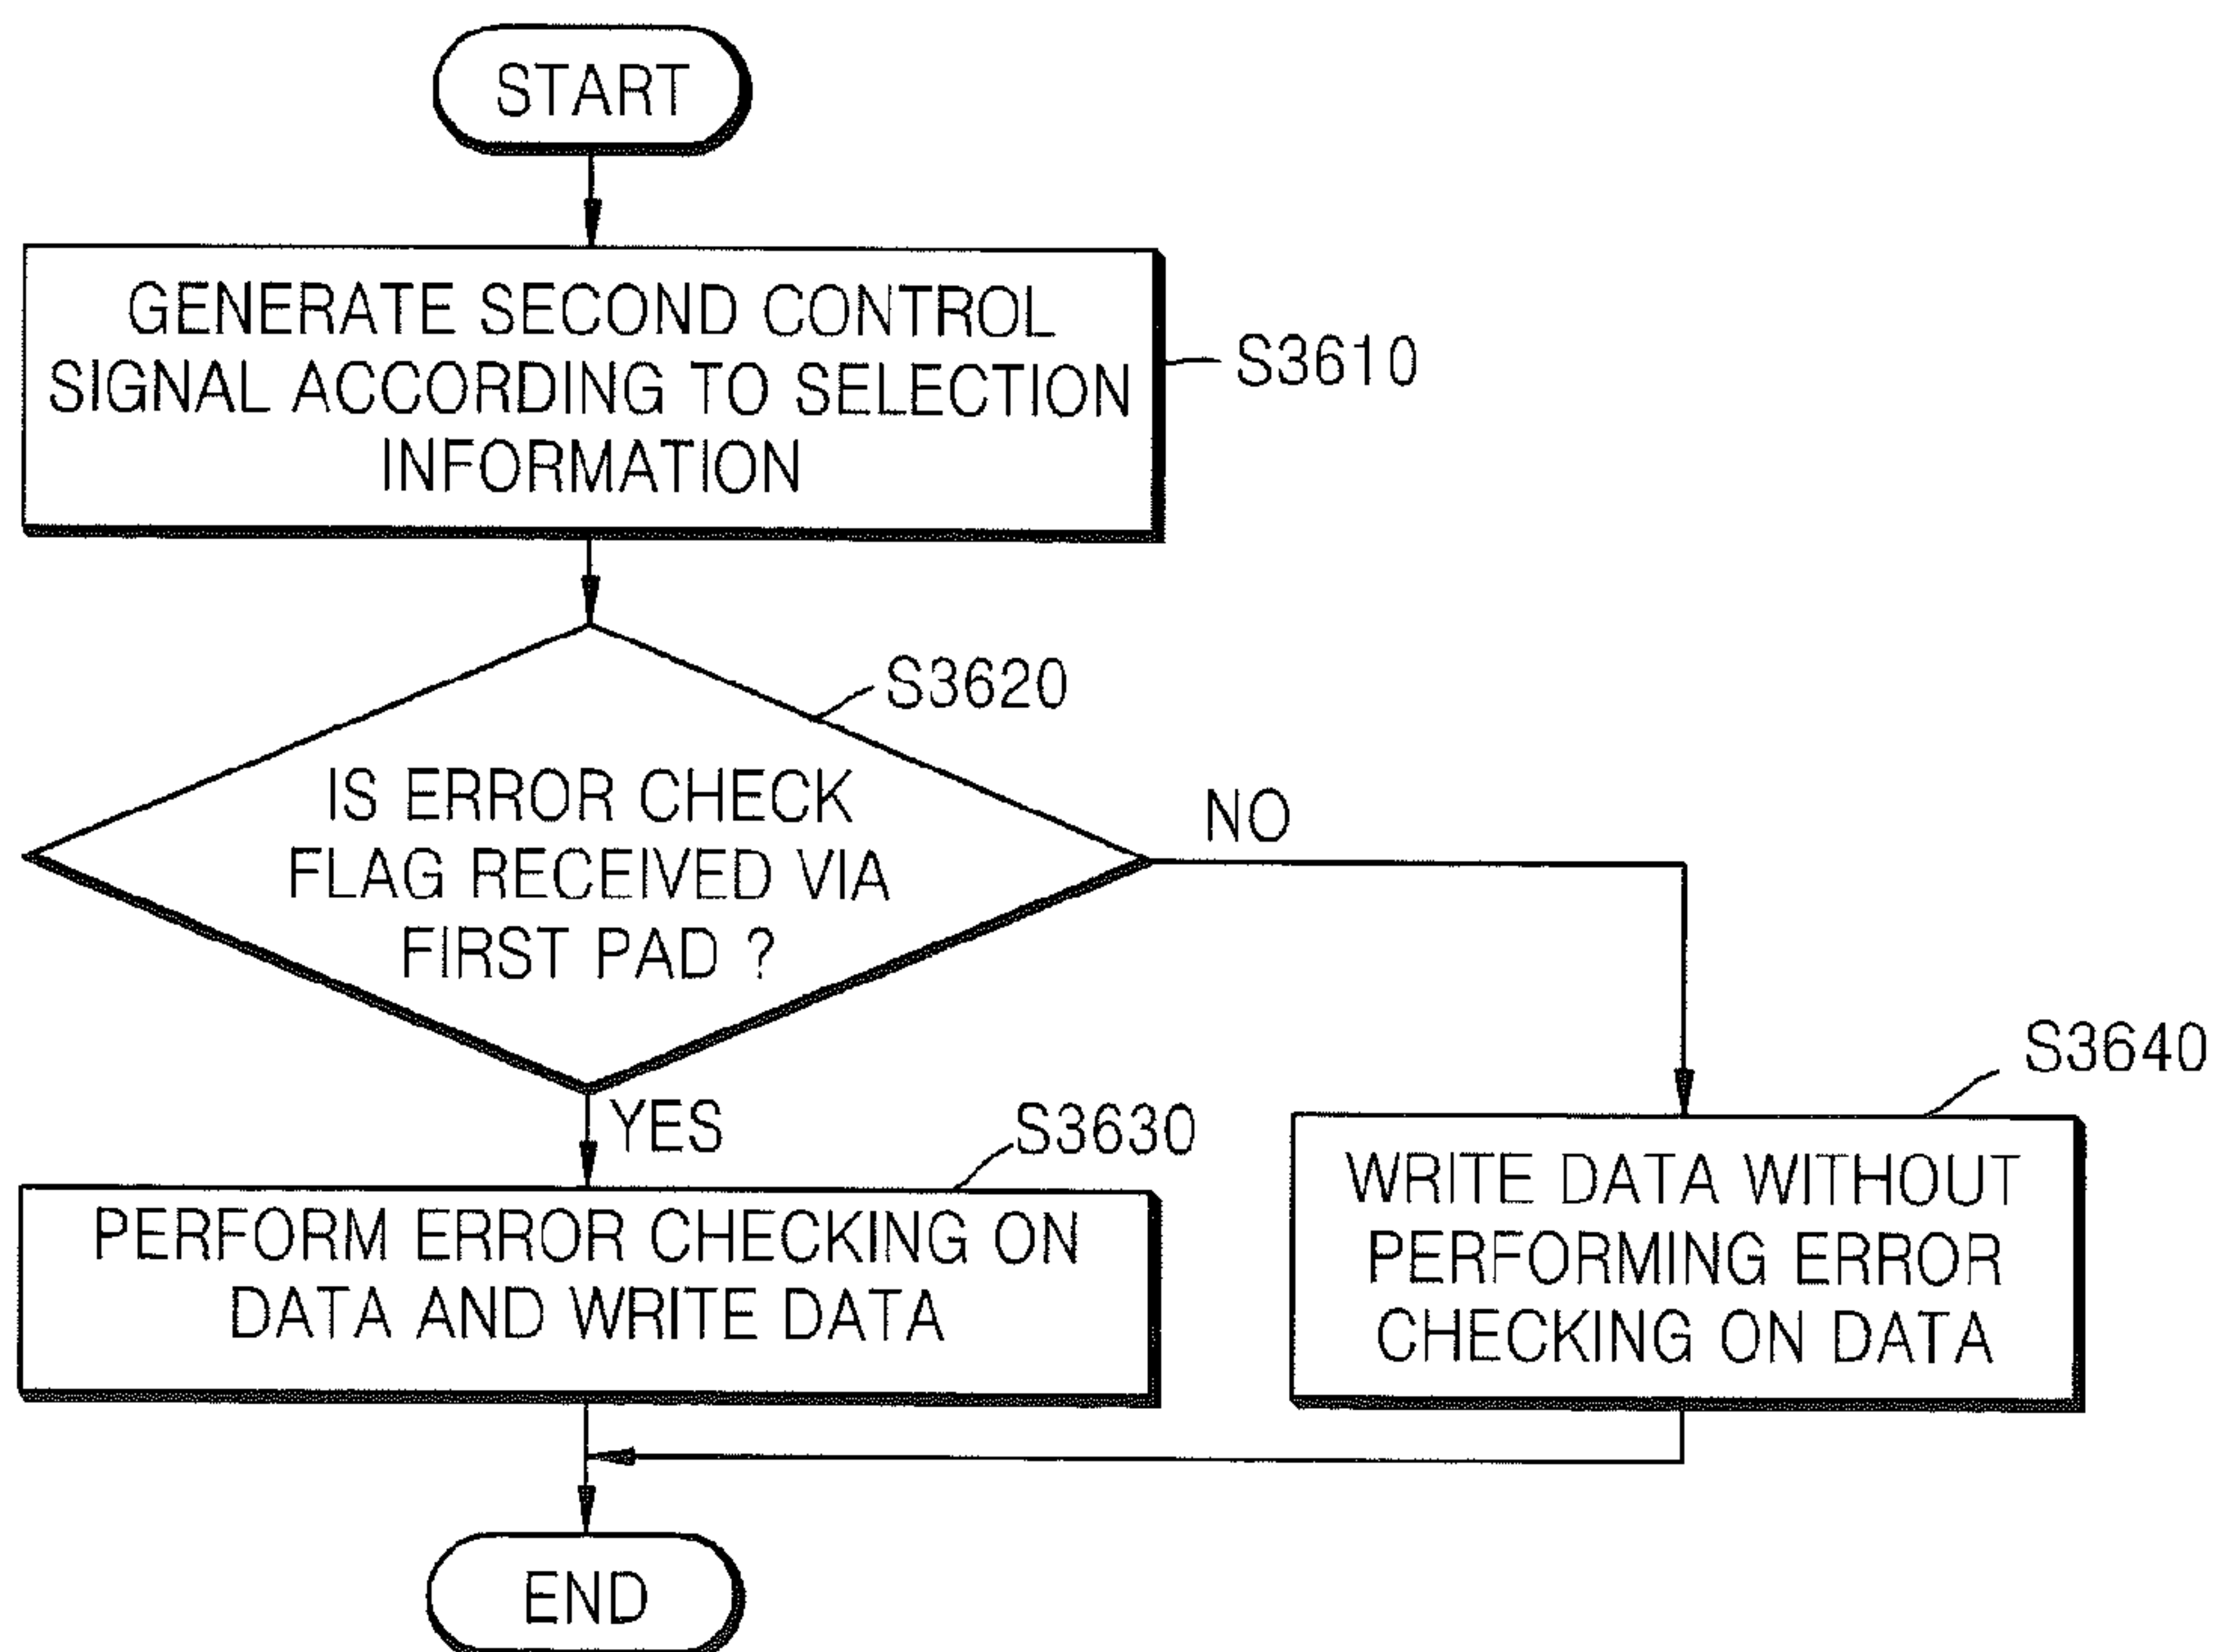 START
GENERATE SECOND CONTROL
SIGNAL ACCORDING TO SELECTION
INFORMATION
S3610
S3620
IS ERROR CHECK
FLAG RECEIVED VIA
FIRST PAD ?
NO
YES
S3630
PERFORM ERROR CHECKING ON
DATA AND WRITE DATA
S3640
WRITE DATA WITHOUT
PERFORMING ERROR
CHECKING ON DATA
END